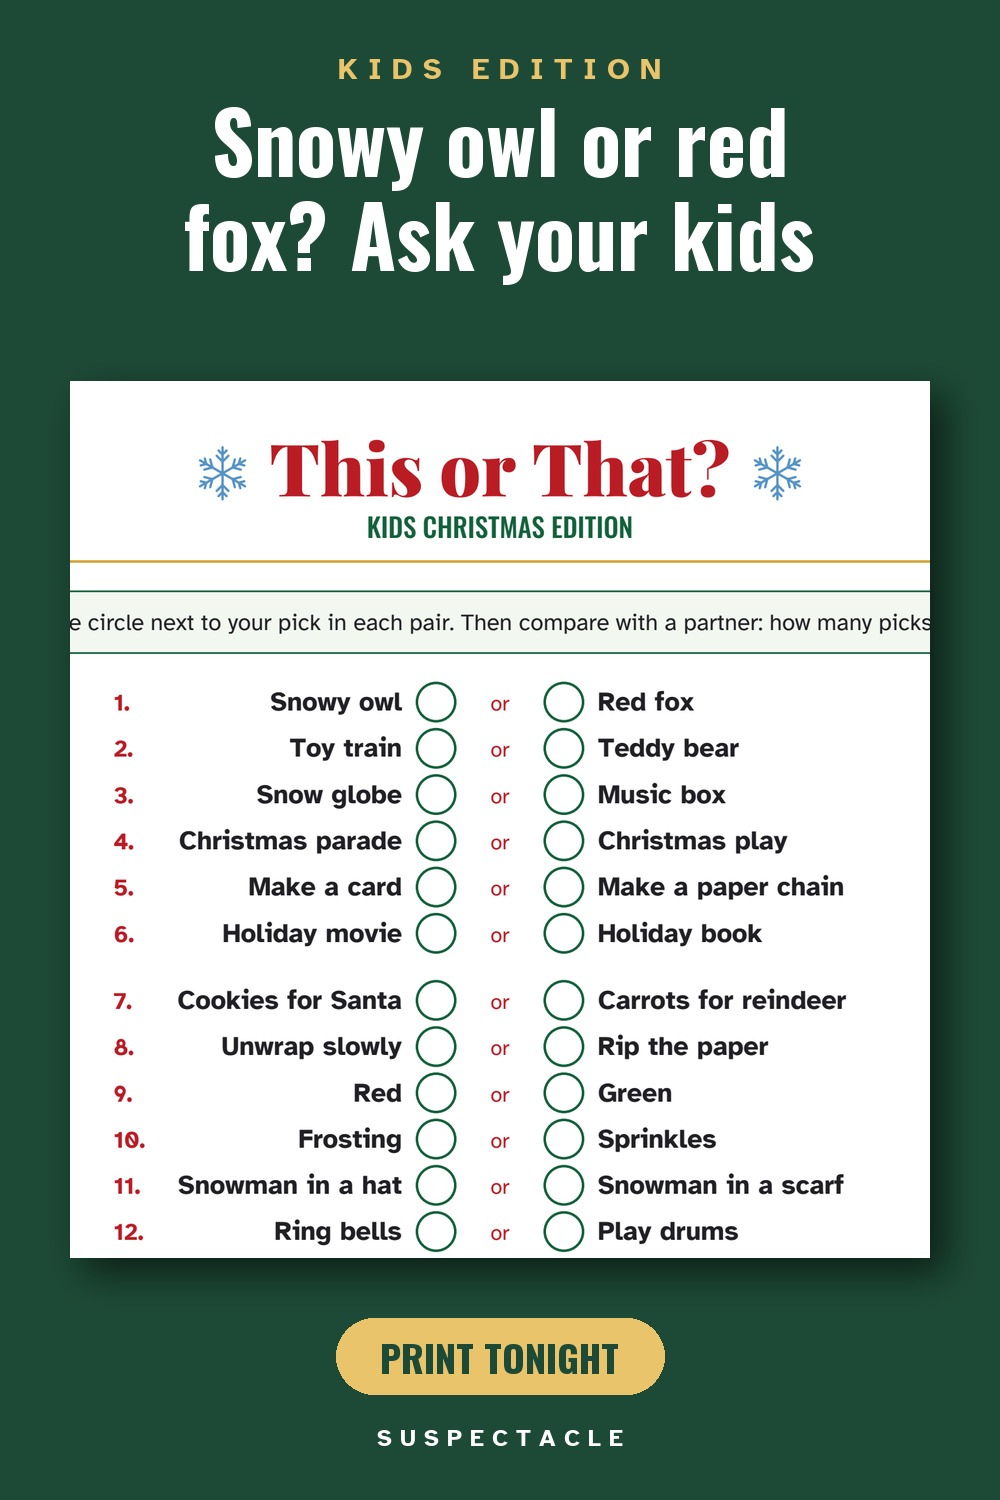 KIDS EDITION
Snowy owl or red
fox? Ask your kids
This or That?
KIDS CHRISTMAS EDITION
e circle next to your pick in each pair. Then compare with a partner: how many picks
1. Snowy owl or Red fox
2. Toy train or Teddy bear
3. Snow globe or Music box
4. Christmas parade or Christmas play
5. Make a card or Make a paper chain
6. Holiday movie or Holiday book
7. Cookies for Santa or Carrots for reindeer
8. Unwrap slowly or Rip the paper
9. Red or Green
10. Frosting or Sprinkles
11. Snowman in a hat or Snowman in a scarf
12. Ring bells or Play drums
PRINT TONIGHT
SUSPECTACLE